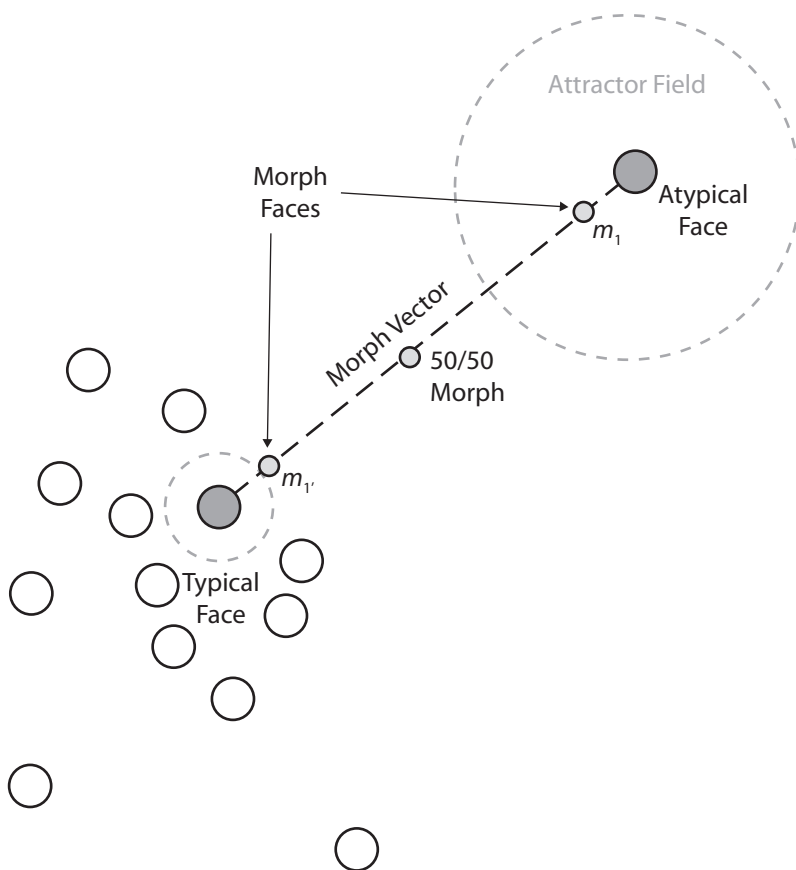 Attractor Field
Morph
Faces
Atypical
Face
m1
Morph Vector
50/50
Morph
m1′
Typical
Face